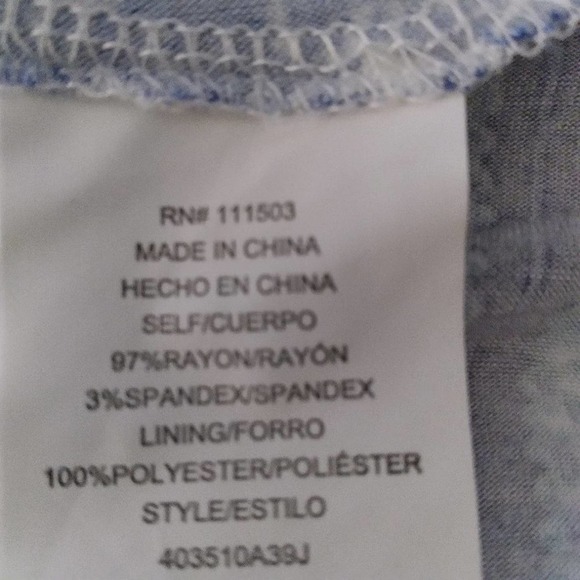 RN# 111503
MADE IN CHINA
HECHO EN CHINA
SELF/CUERPO
97%RAYON/RAYÓN
3%SPANDEX/SPANDEX
LINING/FORRO
100%POLYESTER/POLIÉSTER
STYLE/ESTILO
403510A39J